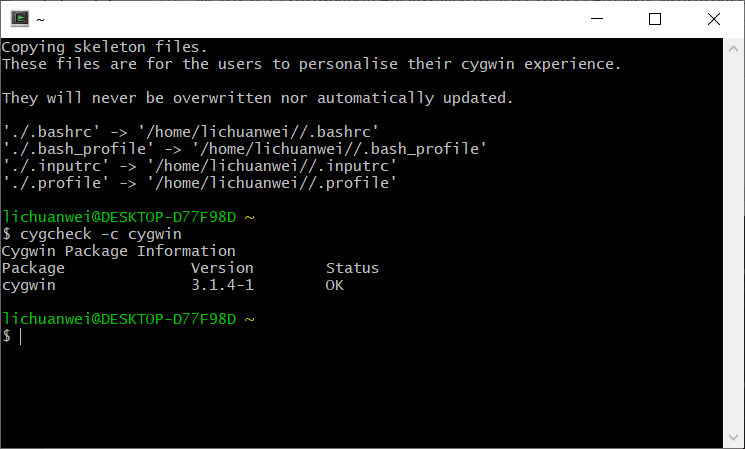 ~
Copying skeleton files.
These files are for the users to personalise their cygwin experience.
They will never be overwritten nor automatically updated.
'./.bashrc' -> '/home/lichuanwei//.bashrc'
'./.bash_profile' -> '/home/lichuanwei//.bash_profile'
'./.inputrc' -> '/home/lichuanwei//.inputrc'
'./.profile' -> '/home/lichuanwei//.profile'
lichuanwei@DESKTOP-D77F98D ~
$ cygcheck -c cygwin
Cygwin Package Information
Package Version Status
cygwin 3.1.4-1 OK
lichuanwei@DESKTOP-D77F98D ~
$